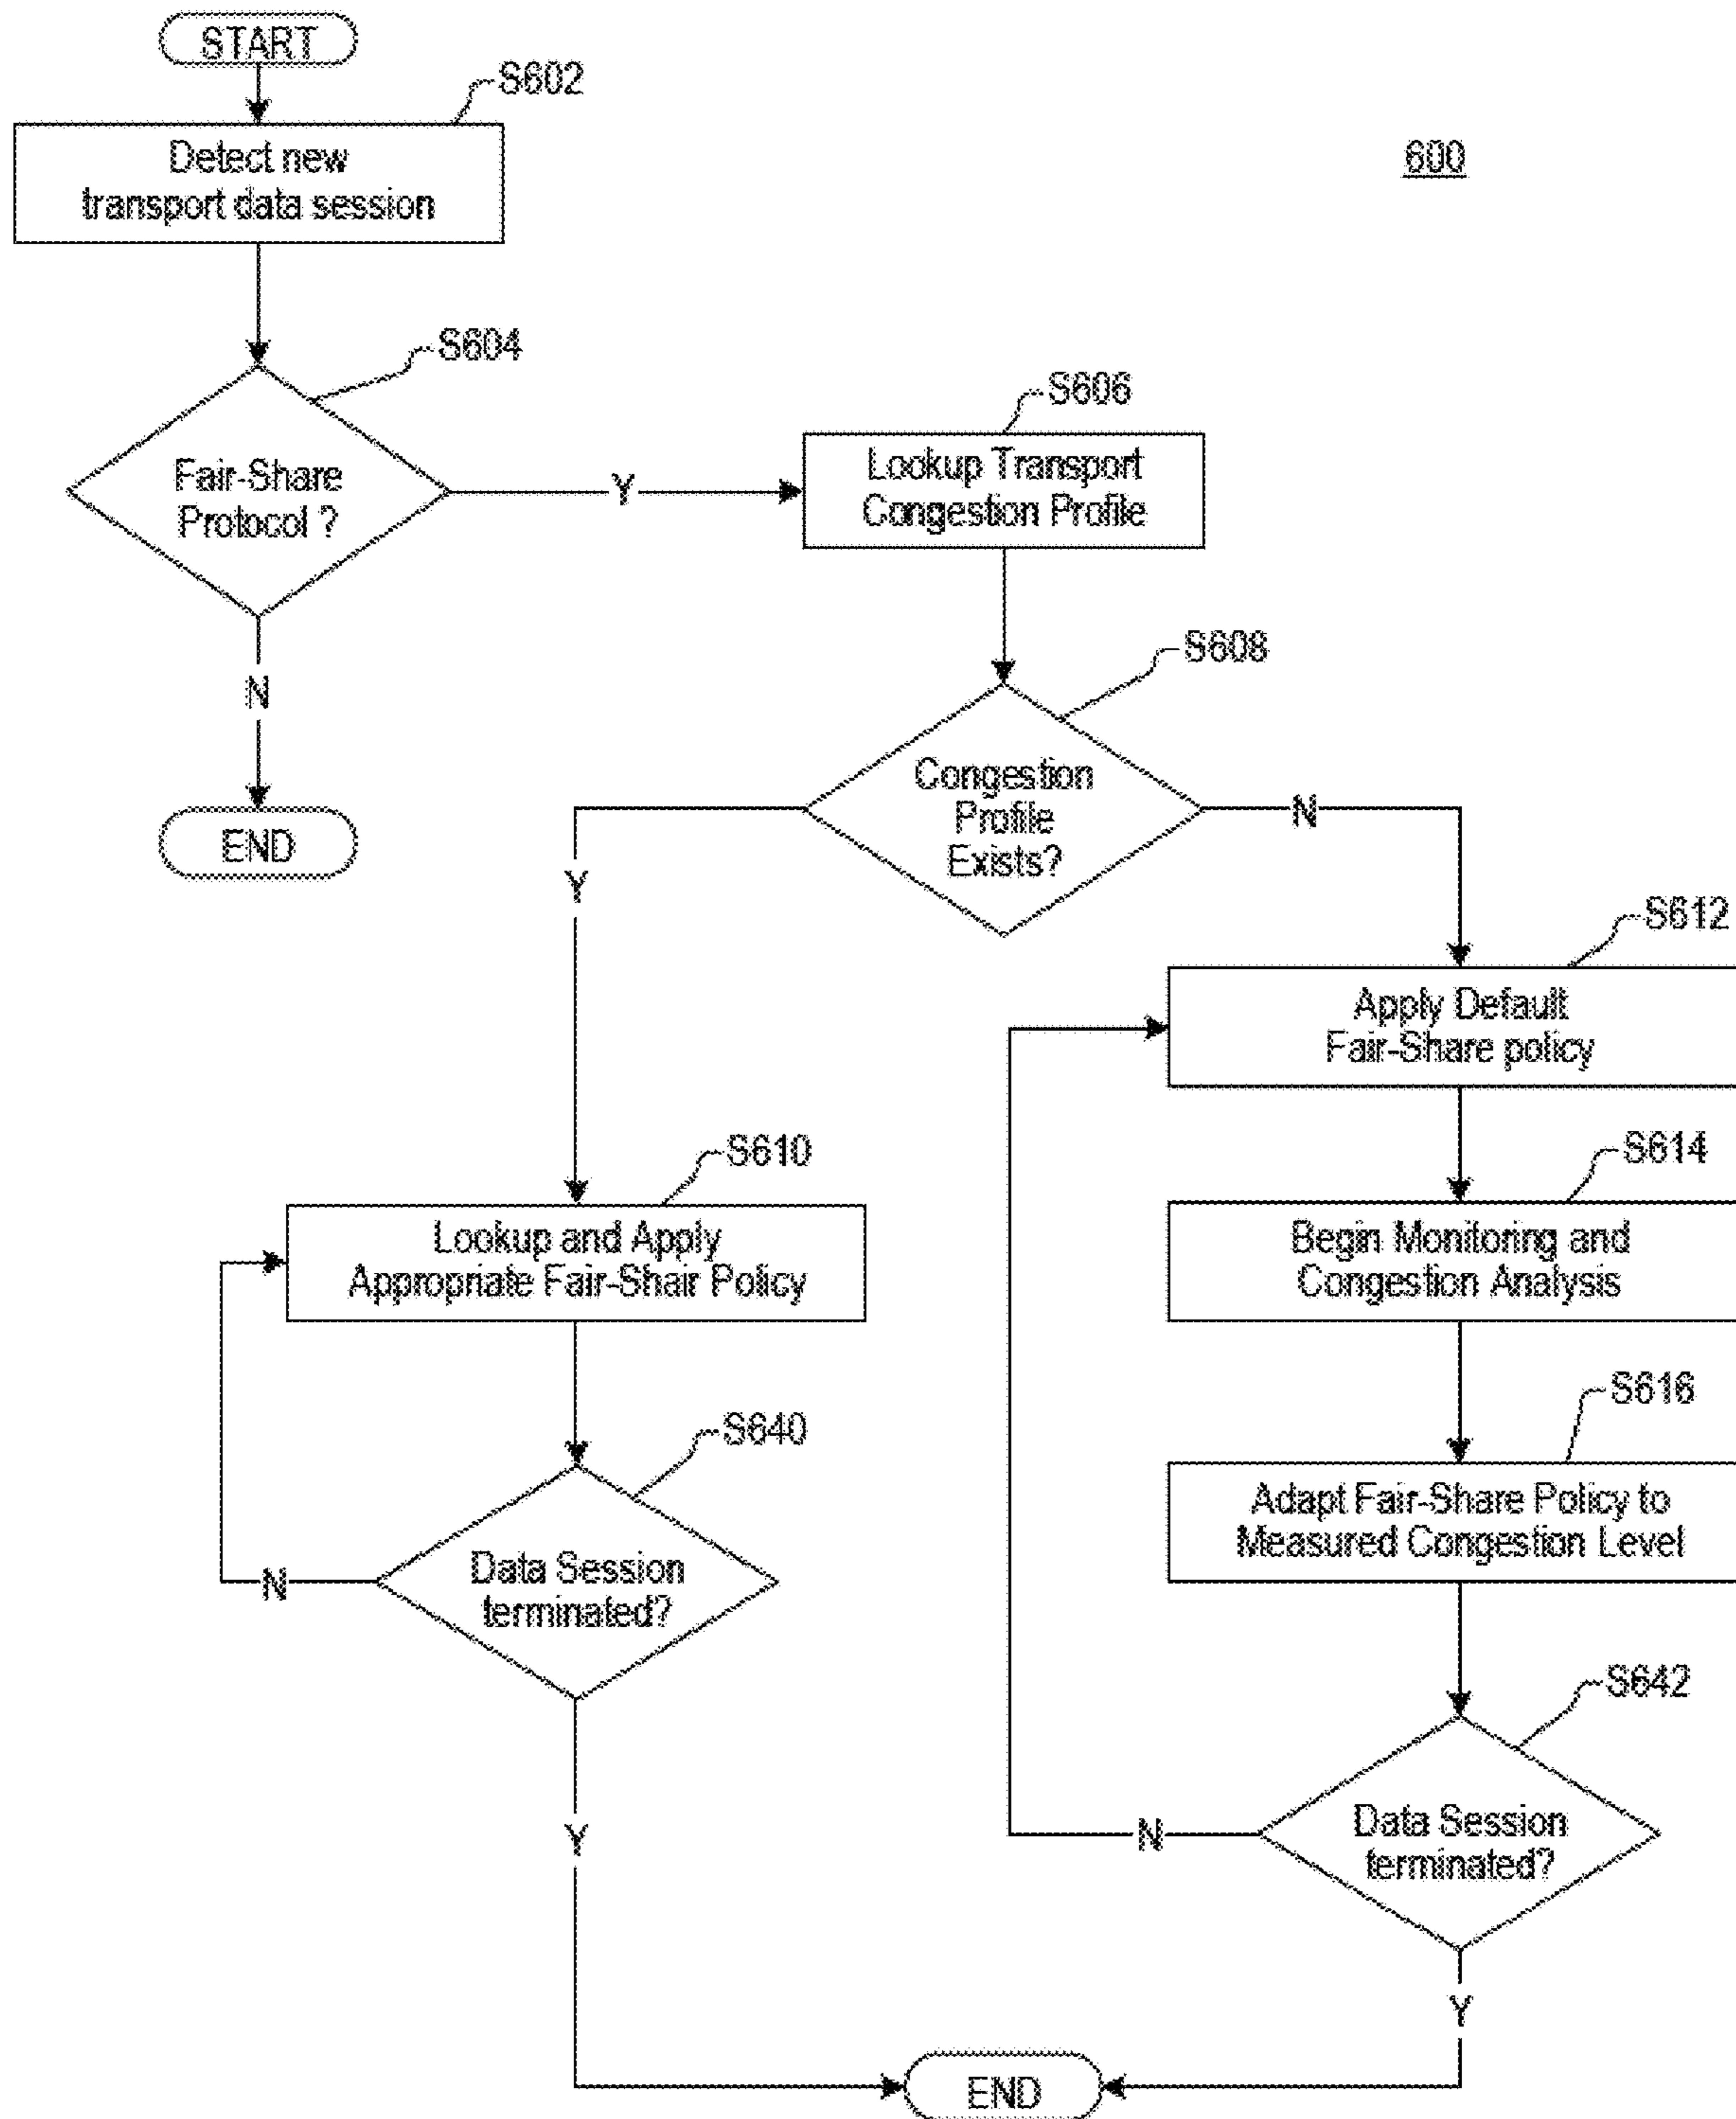 START
S602
Detect new
transport data session
600
S604
Fair-Share
Protocol ?
Y
S606
Lookup Transport
Congestion Profile
N
END
S608
Congestion
Profile
Exists?
Y
N
S612
Apply Default
Fair-Share policy
S610
Lookup and Apply
Appropriate Fair-Shair Policy
S614
Begin Monitoring and
Congestion Analysis
S616
Adapt Fair-Share Policy to
Measured Congestion Level
S640
Data Session
terminated?
N
Y
S642
Data Session
terminated?
N
Y
END